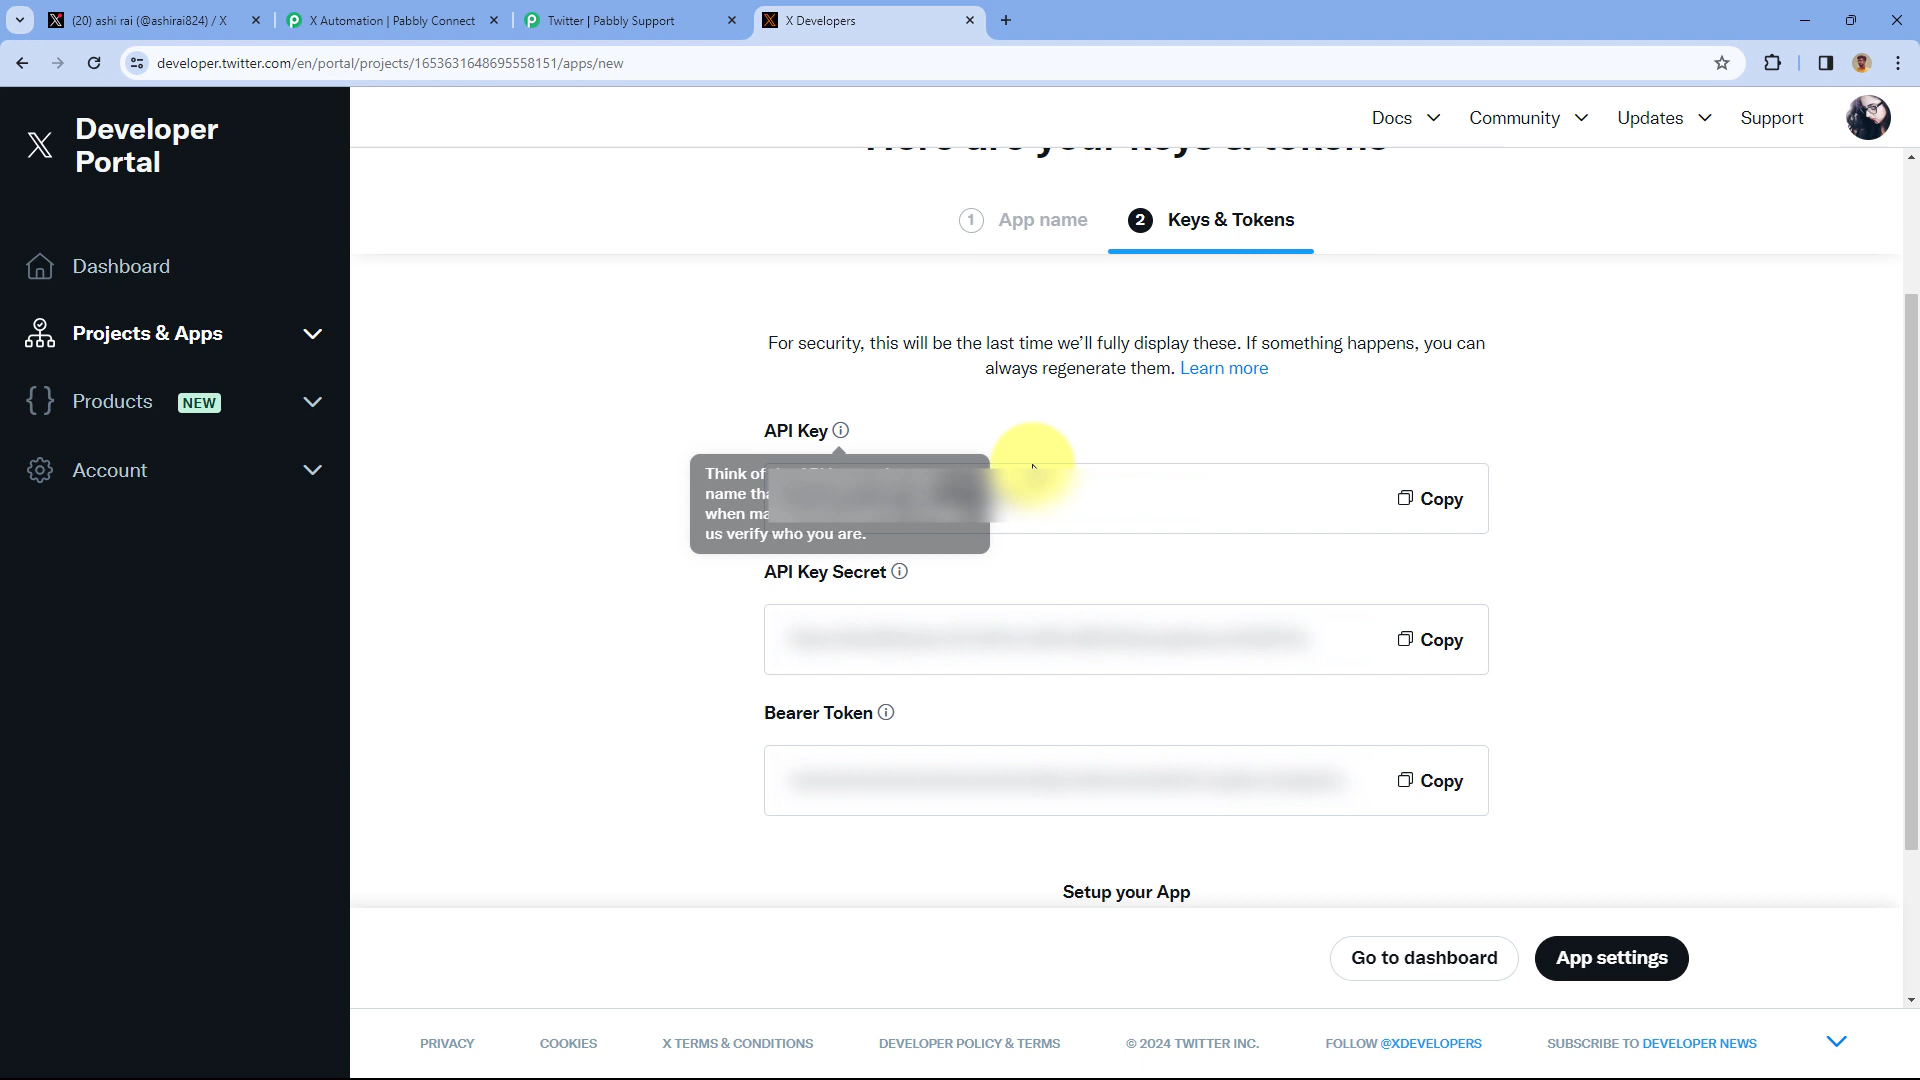 (20) ashi rai (@ashirai824) / X
X Automation | Pabbly Connect
Twitter | Pabbly Support
X Developers
developer.twitter.com/en/portal/projects/1653631648695558151/apps/new
Developer
Portal
Docs
Community
Updates
Support
Dashboard
Projects & Apps
Products NEW
Account
1 App name
2 Keys & Tokens
For security, this will be the last time we'll fully display these. If something happens, you can
always regenerate them. Learn more
API Key
Think of
name
when
us verify who you are.
Copy
API Key Secret
Copy
Bearer Token
Copy
Setup your App
Go to dashboard
App settings
PRIVACY
COOKIES
X TERMS & CONDITIONS
DEVELOPER POLICY & TERMS
© 2024 TWITTER INC.
FOLLOW @XDEVELOPERS
SUBSCRIBE TO DEVELOPER NEWS